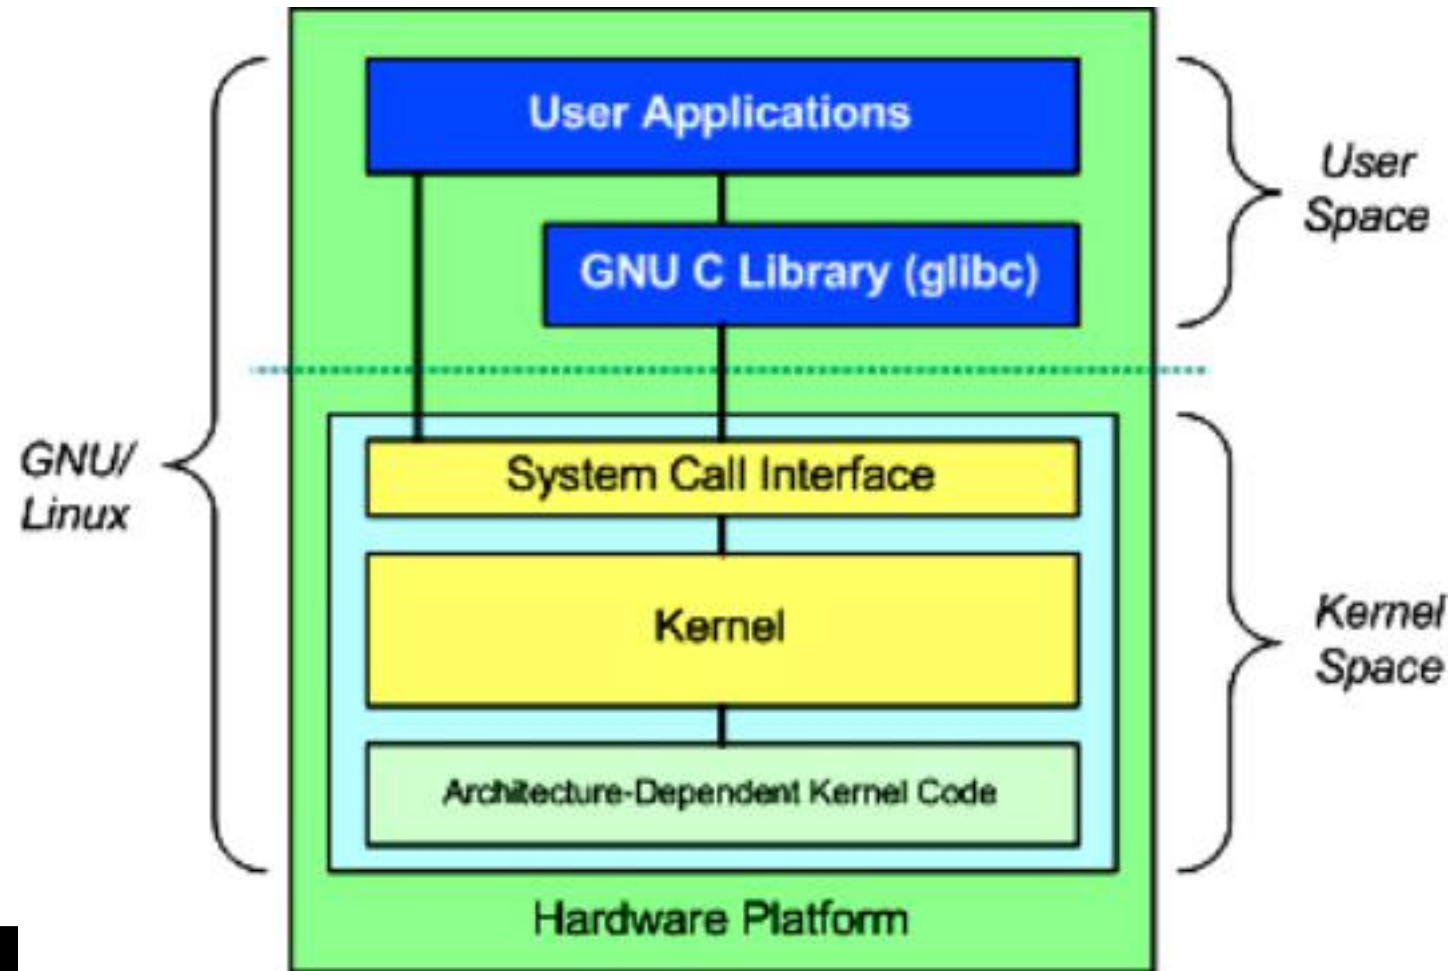 User Applications
User
Space
GNU C Library (glibc)
GNU/
Linux
System Call Interface
Kernel
Kernel
Space
Architecture-Dependent Kernel Code
Hardware Platform